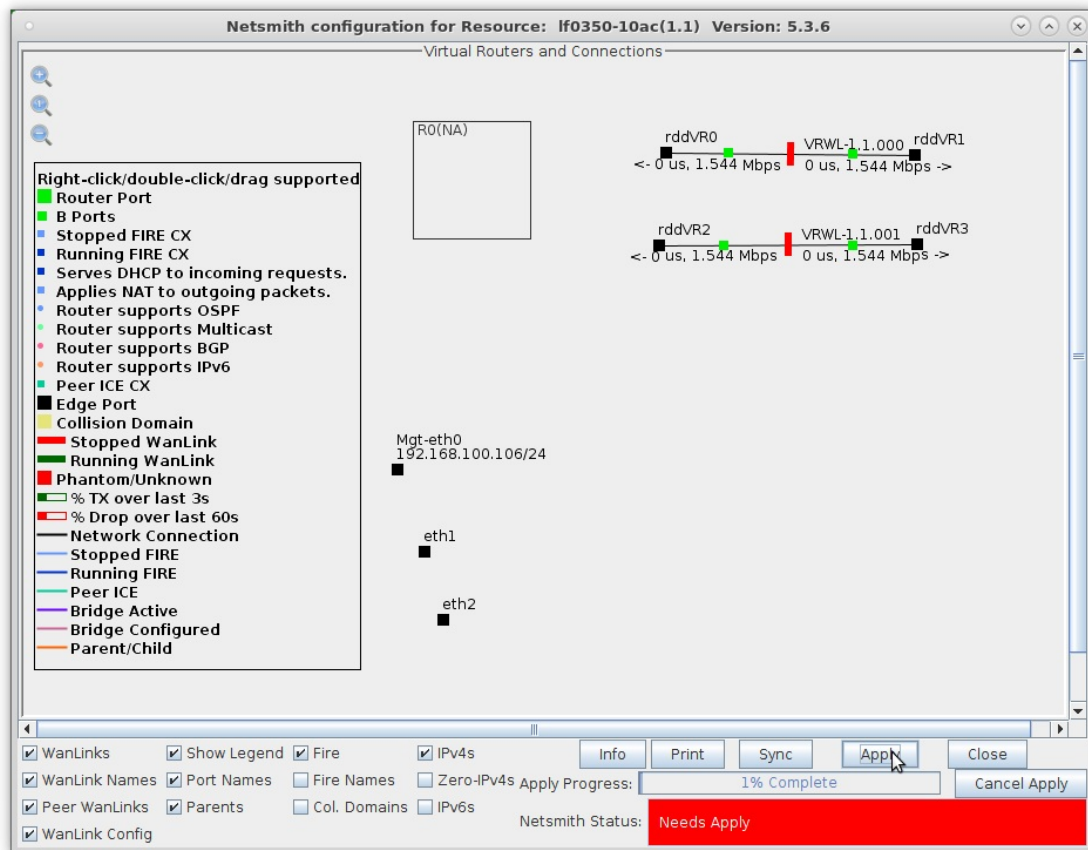 Netsmith configuration for Resource:  lf0350-10ac(1.1)  Version: 5.3.6
Virtual Routers and Connections
R0(NA)
rddVR0
VRWL-1.1.000
rddVR1
<- 0 us, 1.544 Mbps
0 us, 1.544 Mbps ->
rddVR2
VRWL-1.1.001
rddVR3
<- 0 us, 1.544 Mbps
0 us, 1.544 Mbps ->
Right-click/double-click/drag supported
Router Port
B Ports
Stopped FIRE CX
Running FIRE CX
Serves DHCP to incoming requests.
Applies NAT to outgoing packets.
Router supports OSPF
Router supports Multicast
Router supports BGP
Router supports IPv6
Peer ICE CX
Edge Port
Collision Domain
Stopped WanLink
Running WanLink
Phantom/Unknown
% TX over last 3s
% Drop over last 60s
Network Connection
Stopped FIRE
Running FIRE
Peer ICE
Bridge Active
Bridge Configured
Parent/Child
Mgt-eth0
192.168.100.106/24
eth1
eth2
WanLinks
Show Legend
Fire
IPv4s
Info
Print
Sync
Apply
Close
WanLink Names
Port Names
Fire Names
Zero-IPv4s
Apply Progress:
1% Complete
Cancel Apply
Peer WanLinks
Parents
Col. Domains
IPv6s
Netsmith Status:
Needs Apply
WanLink Config